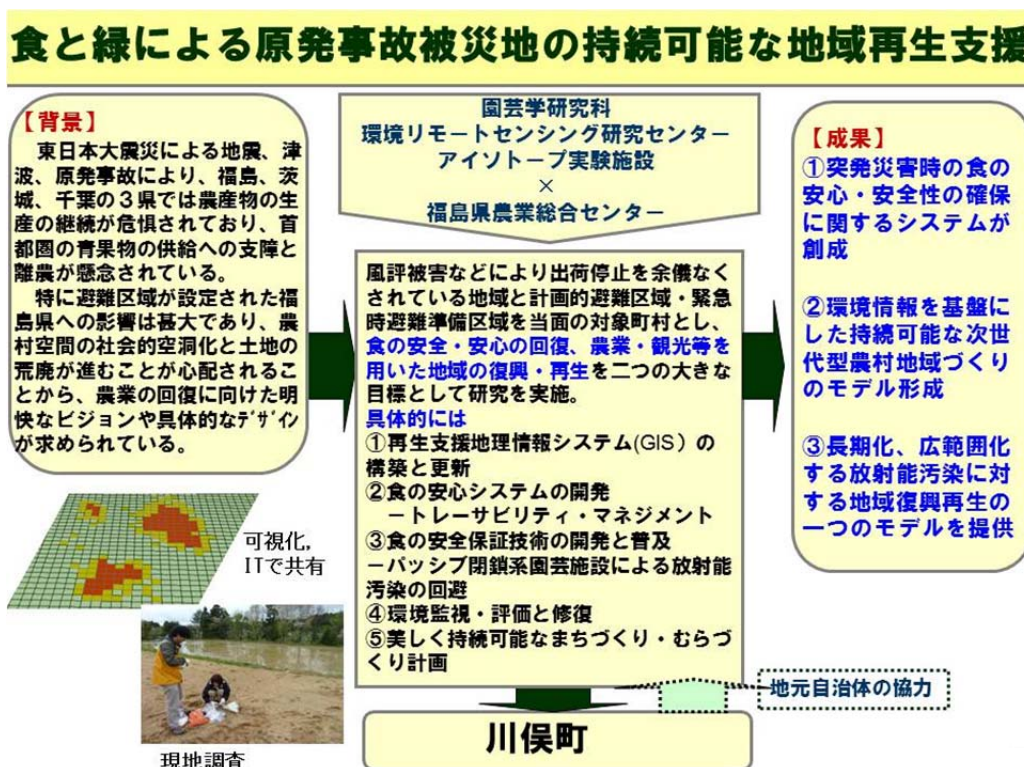 食と緑による原発事故被災地の持続可能な地域再生支援
【背景】
東日本大震災による地震、津
波、原発事故により、福島、茨
城、千葉の３県では農産物の生
産の継続が危惧されており、首
都圏の青果物の供給への支障と
離農が懸念されている。
特に避難区域が設定された福
島県への影響は甚大であり、農
村空間の社会的空洞化と土地の
荒廃が進むことが心配されるこ
とから、農業の回復に向けた明
快なビジョンや具体的なﾃﾞｻﾞｲﾝ
が求められている。
可視化，
ITで共有
現地調査
園芸学研究科
環境リモートセンシング研究センター
アイソトープ実験施設
×
福島県農業総合センター
風評被害などにより出荷停止を余儀なく
されている地域と計画的避難区域・緊急
時避難準備区域を当面の対象町村とし、
食の安全・安心の回復、農業・観光等を
用いた地域の復興・再生を二つの大きな
目標として研究を実施。
具体的には
①再生支援地理情報システム(GIS）の
構築と更新
②食の安心システムの開発
－トレーサビリティ・マネジメント
③食の安全保証技術の開発と普及
－パッシブ閉鎖系園芸施設による放射能
汚染の回避
④環境監視・評価と修復
⑤美しく持続可能なまちづくり・むらづ
くり計画
地元自治体の協力
川俣町
【成果】
①突発災害時の食の
安心・安全性の確保
に関するシステムが
創成
②環境情報を基盤に
した持続可能な次世
代型農村地域づくり
のモデル形成
③長期化、広範囲化
する放射能汚染に対
する地域復興再生の
一つのモデルを提供